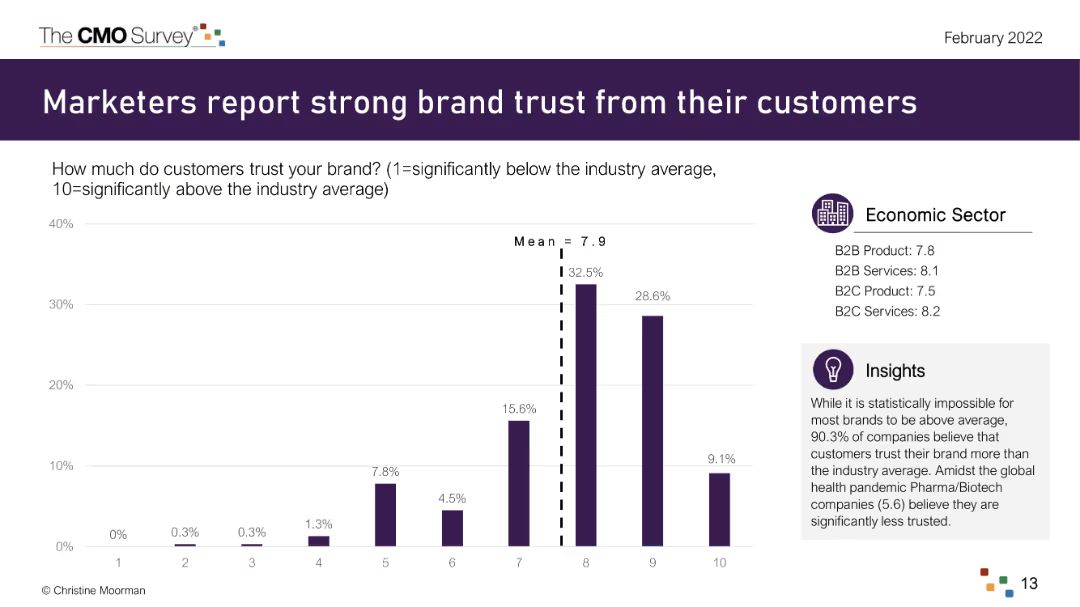 The CMO Survey®
February 2022
Marketers report strong brand trust from their customers
How much do customers trust your brand? (1=significantly below the industry average,
10=significantly above the industry average)
40%
30%
20%
10%
0%
Mean = 7.9
0%
0.3%
0.3%
1.3%
7.8%
4.5%
15.6%
32.5%
28.6%
9.1%
1 2 3 4 5 6 7 8 9 10
Economic Sector
B2B Product: 7.8
B2B Services: 8.1
B2C Product: 7.5
B2C Services: 8.2
Insights
While it is statistically impossible for
most brands to be above average,
90.3% of companies believe that
customers trust their brand more than
the industry average. Amidst the global
health pandemic Pharma/Biotech
companies (5.6) believe they are
significantly less trusted.
© Christine Moorman
13